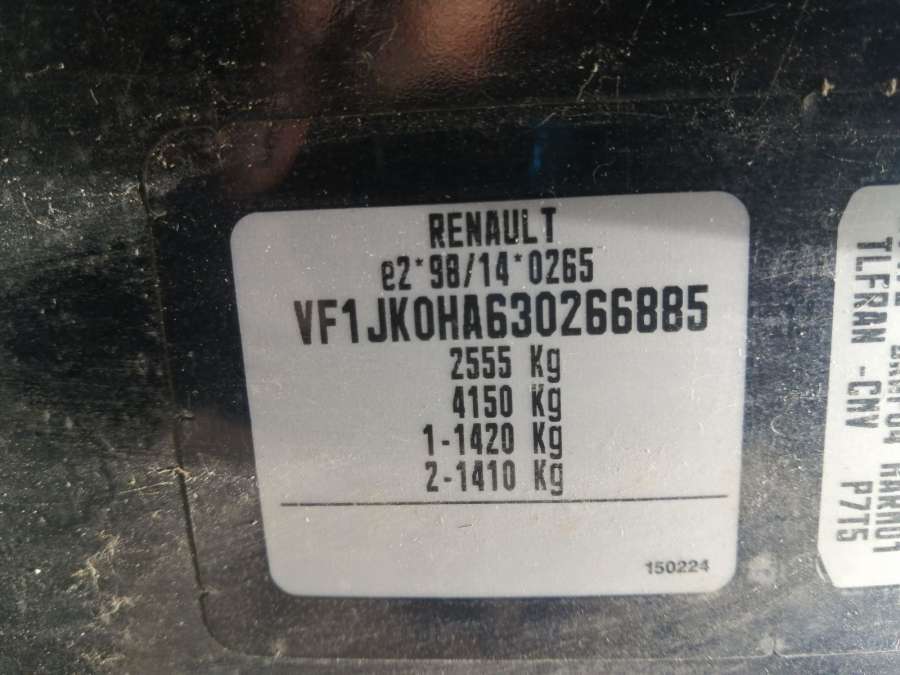 RENAULT
e2*98/14*0265
VF1JK0HA630266885
2555 Kg
4150 Kg
1-1420 Kg
2-1410 Kg
150224
TLFRAN -CNV
P7T5